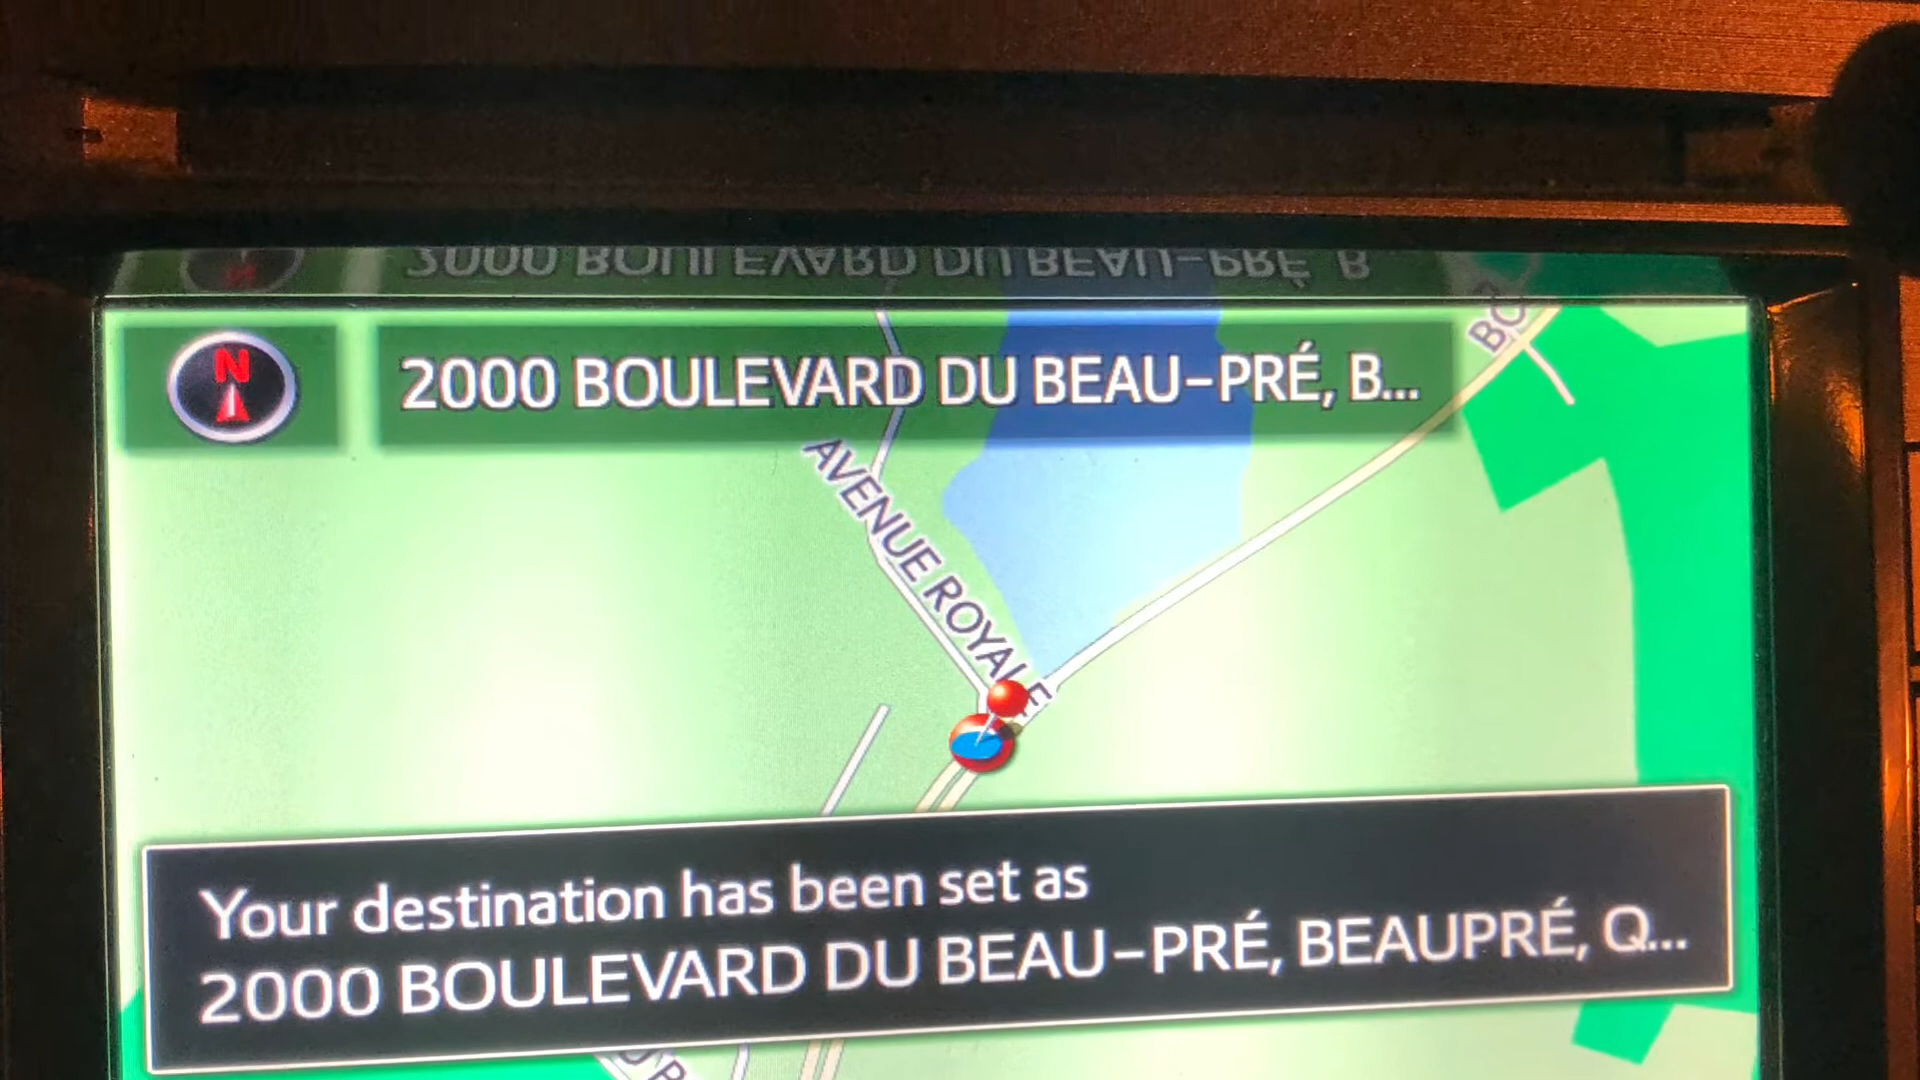 N
2000 BOULEVARD DU BEAU-PRÉ, B...
AVENUE ROYALE
Your destination has been set as
2000 BOULEVARD DU BEAU-PRÉ, BEAUPRÉ, Q...